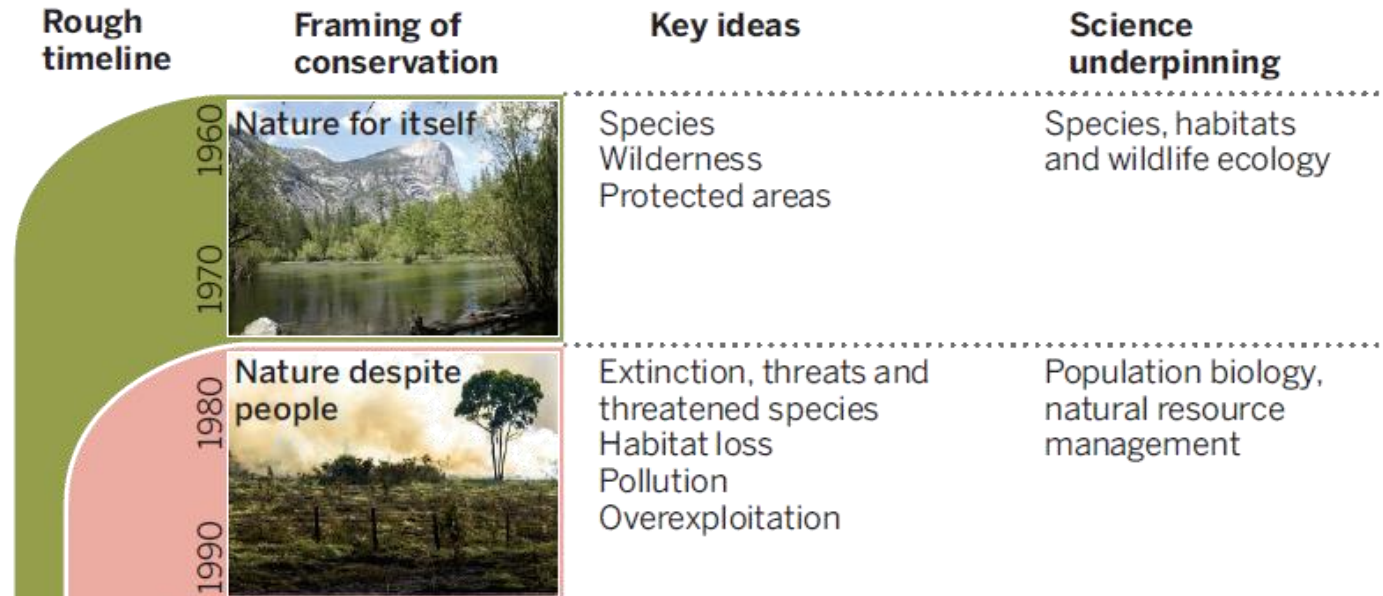 Rough
timeline
Framing of
conservation
Key ideas
Science
underpinning
1960
1970
Nature for itself
Species
Wilderness
Protected areas
Species, habitats
and wildlife ecology
1980
1990
Nature despite
people
Extinction, threats and
threatened species
Habitat loss
Pollution
Overexploitation
Population biology,
natural resource
management